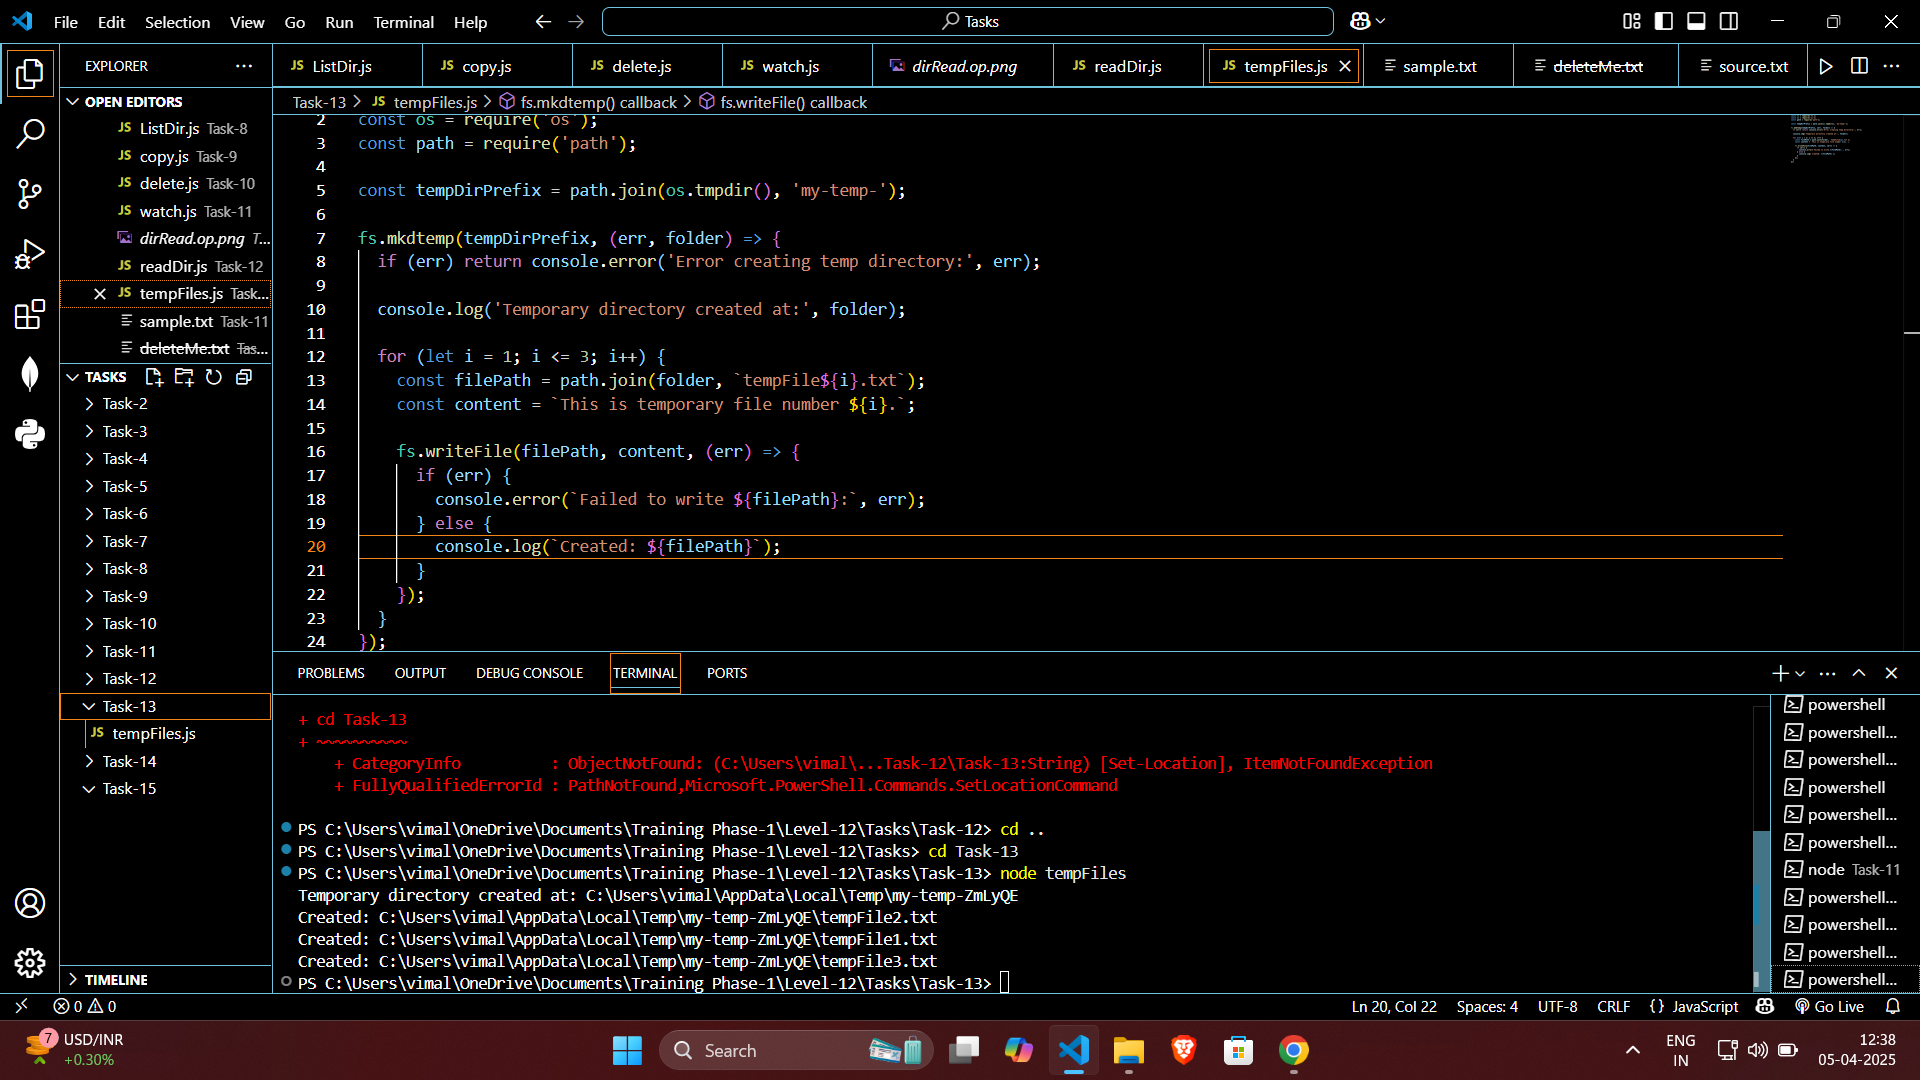 File Edit Selection View Go Run Terminal Help
Tasks
EXPLORER
JS ListDir.js
JS copy.js
JS delete.js
JS watch.js
dirRead.op.png
JS readDir.js
JS tempFiles.js
sample.txt
deleteMe.txt
source.txt
OPEN EDITORS
JS ListDir.js Task-8
JS copy.js Task-9
JS delete.js Task-10
JS watch.js Task-11
dirRead.op.png T...
JS readDir.js Task-12
JS tempFiles.js Task...
sample.txt Task-11
deleteMe.txt Tas...
TASKS
Task-2
Task-3
Task-4
Task-5
Task-6
Task-7
Task-8
Task-9
Task-10
Task-11
Task-12
Task-13
JS tempFiles.js
Task-14
Task-15
TIMELINE
Task-13 > JS tempFiles.js > fs.mkdtemp() callback > fs.writeFile() callback
2 const os = require('os');
3 const path = require('path');
4
5 const tempDirPrefix = path.join(os.tmpdir(), 'my-temp-');
6
7 fs.mkdtemp(tempDirPrefix, (err, folder) => {
8 if (err) return console.error('Error creating temp directory:', err);
9
10 console.log('Temporary directory created at:', folder);
11
12 for (let i = 1; i <= 3; i++) {
13 const filePath = path.join(folder, `tempFile${i}.txt`);
14 const content = `This is temporary file number ${i}.`;
15
16 fs.writeFile(filePath, content, (err) => {
17 if (err) {
18 console.error(`Failed to write ${filePath}:`, err);
19 } else {
20 console.log(`Created: ${filePath}`);
21 }
22 });
23 }
24 });
PROBLEMS OUTPUT DEBUG CONSOLE TERMINAL PORTS
+ cd Task-13
+ ~~~~~~~~~~
+ CategoryInfo : ObjectNotFound: (C:\Users\vimal\...Task-12\Task-13:String) [Set-Location], ItemNotFoundException
+ FullyQualifiedErrorId : PathNotFound,Microsoft.PowerShell.Commands.SetLocationCommand
PS C:\Users\vimal\OneDrive\Documents\Training Phase-1\Level-12\Tasks\Task-12> cd ..
PS C:\Users\vimal\OneDrive\Documents\Training Phase-1\Level-12\Tasks> cd Task-13
PS C:\Users\vimal\OneDrive\Documents\Training Phase-1\Level-12\Tasks\Task-13> node tempFiles
Temporary directory created at: C:\Users\vimal\AppData\Local\Temp\my-temp-ZmLyQE
Created: C:\Users\vimal\AppData\Local\Temp\my-temp-ZmLyQE\tempFile2.txt
Created: C:\Users\vimal\AppData\Local\Temp\my-temp-ZmLyQE\tempFile1.txt
Created: C:\Users\vimal\AppData\Local\Temp\my-temp-ZmLyQE\tempFile3.txt
PS C:\Users\vimal\OneDrive\Documents\Training Phase-1\Level-12\Tasks\Task-13>
powershell
powershell...
powershell...
powershell
powershell...
powershell...
node Task-11
powershell...
powershell...
powershell...
powershell...
0 0
Ln 20, Col 22 Spaces: 4 UTF-8 CRLF {} JavaScript Go Live
7
USD/INR
+0.30%
Search
ENG
IN
12:38
05-04-2025